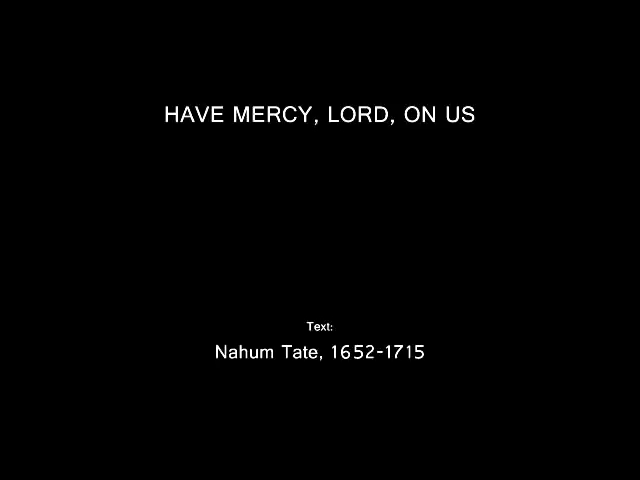 HAVE MERCY, LORD, ON US
Text:
Nahum Tate, 1652-1715